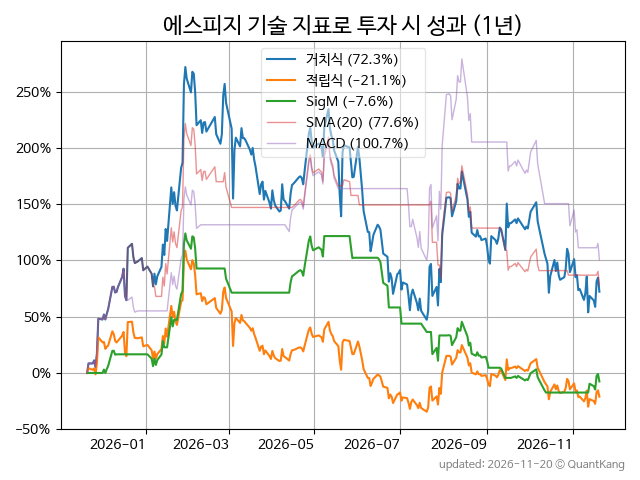 에스피지 기술 지표로 투자 시 성과 (1년)
거치식 (72.3%)
적립식 (-21.1%)
SigM (-7.6%)
SMA(20) (77.6%)
MACD (100.7%)
250%
200%
150%
100%
50%
0%
−50%
2026-01 2026-03 2026-05 2026-07 2026-09 2026-11
updated: 2026-11-20 © QuantKang